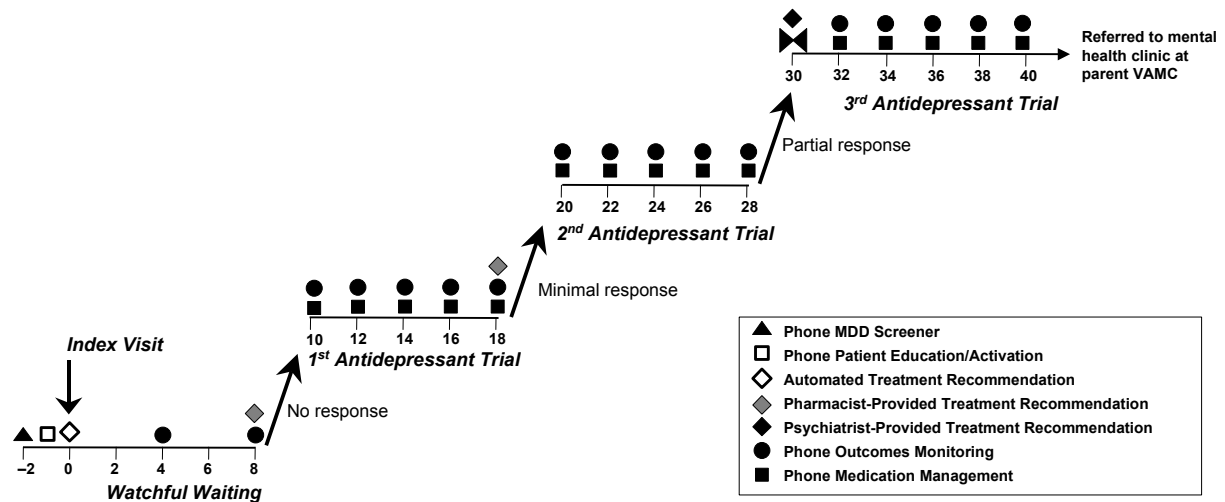 Referred to mental
health clinic at
parent VAMC
30 32 34 36 38 40
3rd Antidepressant Trial
Partial response
20 22 24 26 28
2nd Antidepressant Trial
Minimal response
10 12 14 16 18
1st Antidepressant Trial
Index Visit
No response
–2 0 2 4 6 8
Watchful Waiting
Phone MDD Screener
Phone Patient Education/Activation
Automated Treatment Recommendation
Pharmacist-Provided Treatment Recommendation
Psychiatrist-Provided Treatment Recommendation
Phone Outcomes Monitoring
Phone Medication Management